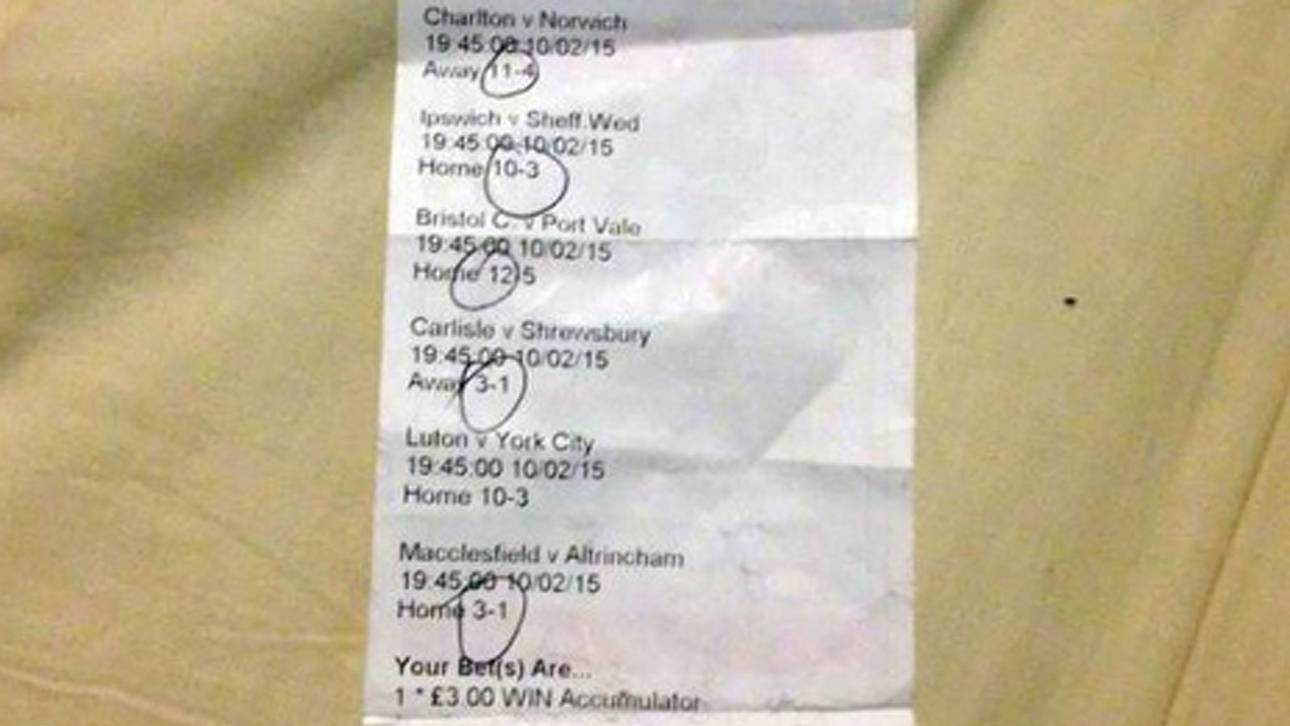 Charlton v Norwich
19:45:00 10/02/15
Away 11-4
Ipswich v Sheff.Wed
19:45:00 10/02/15
Home 10-3
Bristol C. v Port Vale
19:45:00 10/02/15
Home 12-5
Carlisle v Shrewsbury
19:45:00 10/02/15
Away 3-1
Luton v York City
19:45:00 10/02/15
Home 10-3
Macclesfield v Altrincham
19:45:00 10/02/15
Home 3-1
Your Bet(s) Are...
1 * £3.00 WIN Accumulator